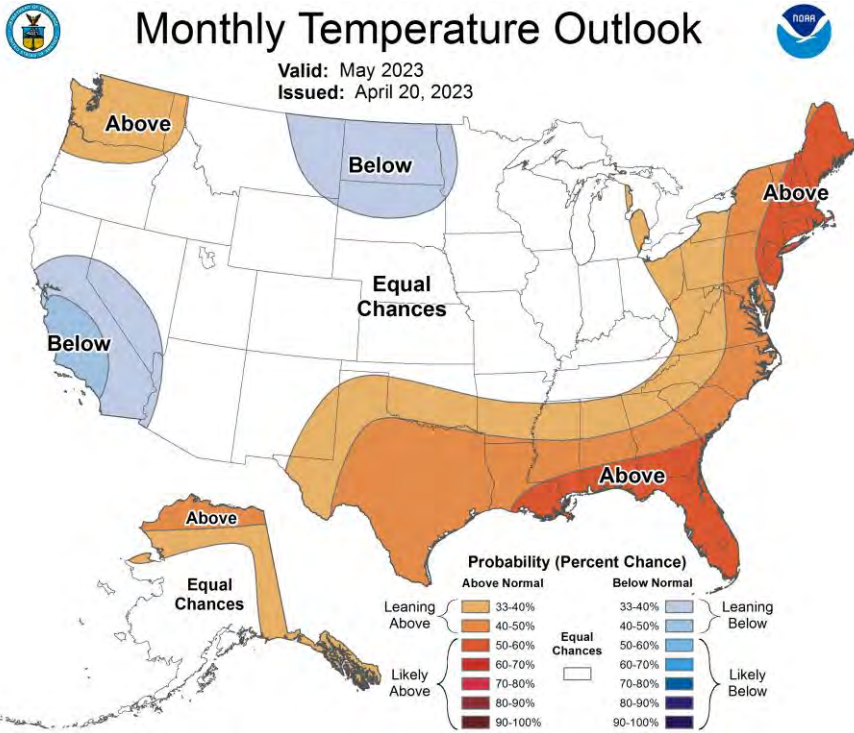 Monthly Temperature Outlook
NOAA
Valid: May 2023
Issued: April 20, 2023
Above
Below
Above
Equal
Chances
Below
Above
Above
Equal
Chances
Probability (Percent Chance)
Above Normal
Below Normal
Leaning
Above
33-40%
40-50%
Likely
Above
50-60%
60-70%
70-80%
80-90%
90-100%
Equal
Chances
33-40%
40-50%
Leaning
Below
50-60%
60-70%
70-80%
80-90%
90-100%
Likely
Below